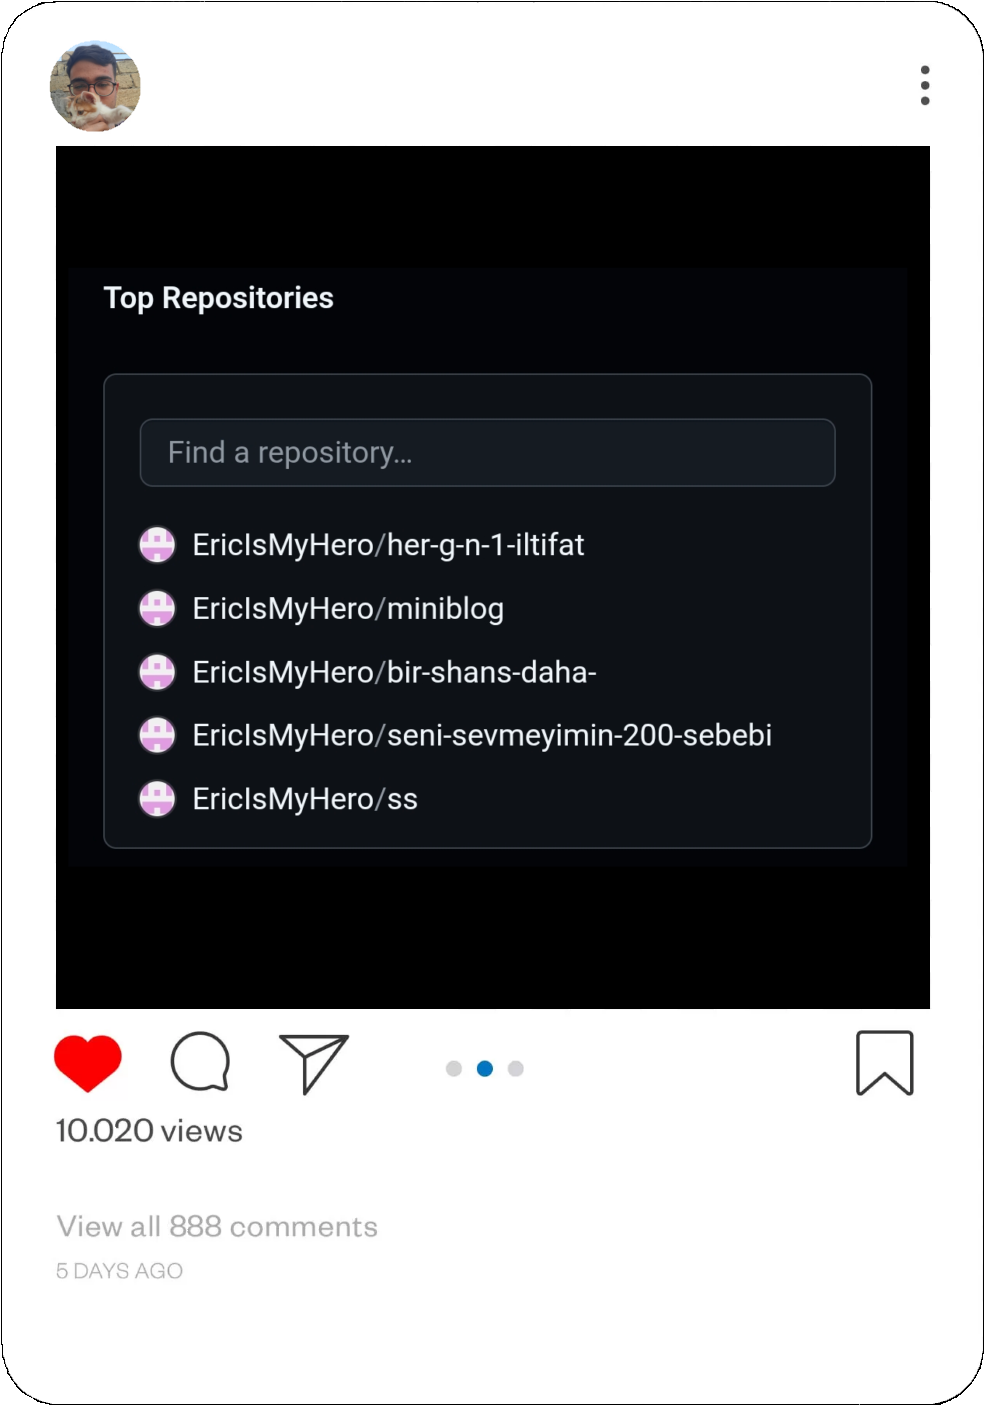 Top Repositories
Find a repository...
EricIsMyHero/her-g-n-1-iltifat
EricIsMyHero/miniblog
EricIsMyHero/bir-shans-daha-
EricIsMyHero/seni-sevmeyimin-200-sebebi
EricIsMyHero/ss
10.020 views
View all 888 comments
5 DAYS AGO